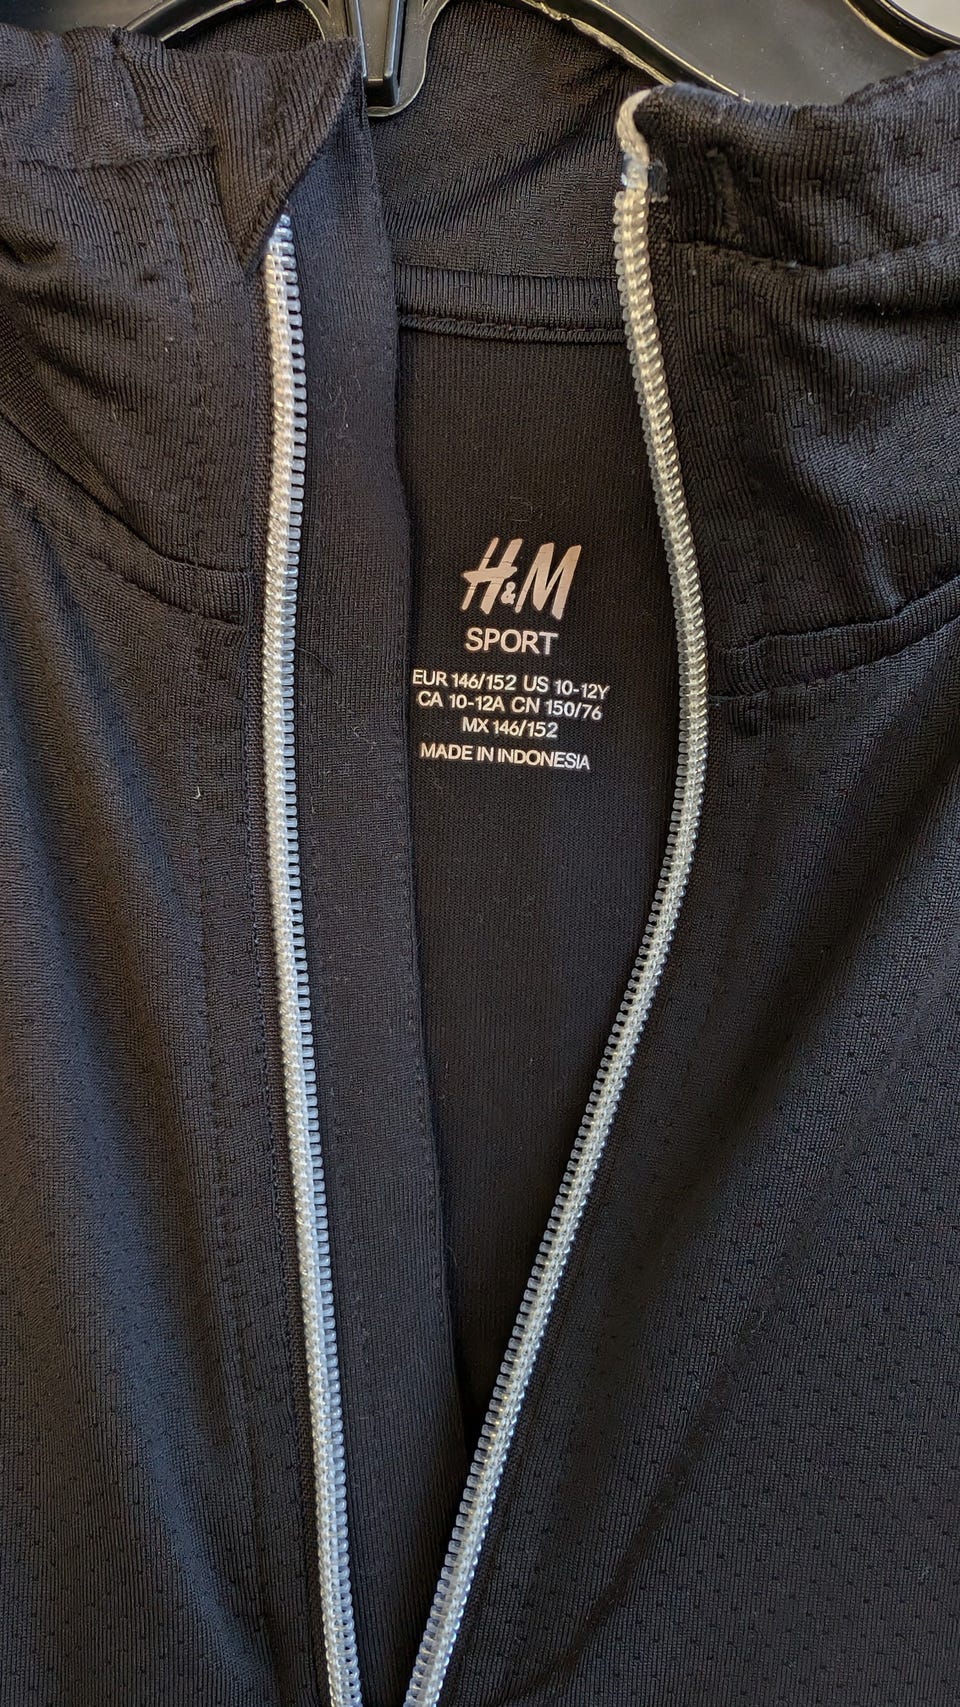 H&M
SPORT
EUR 146/152 US 10-12Y
CA 10-12A CN 150/76
MX 146/152
MADE IN INDONESIA